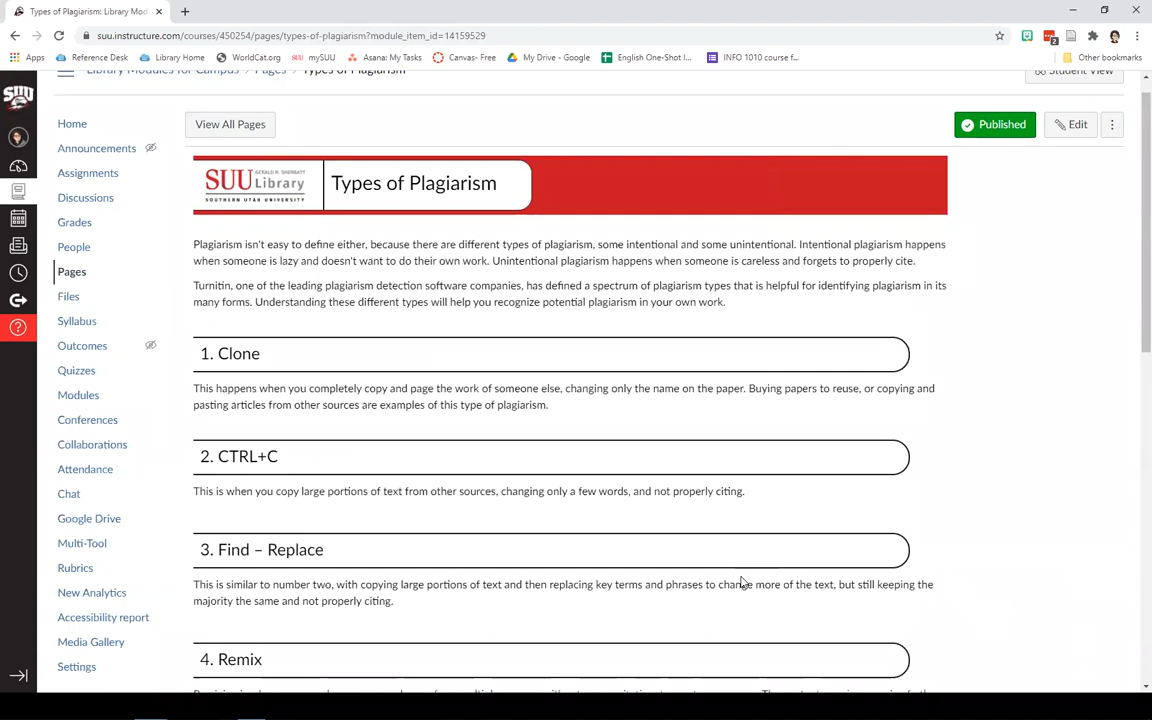 Types of Plagiarism: Library Mod
suu.instructure.com/courses/450254/pages/types-of-plagiarism?module_item_id=14159529
Apps
Reference Desk
Library Home
WorldCat.org
SUU mySUU
Asana: My Tasks
Canvas- Free
My Drive - Google
English One-Shot I...
INFO 1010 course f...
Other bookmarks
2
Library Modules for Campus
Pages
Types of Plagiarism
Student View
SUU
Home
Announcements
Assignments
Discussions
Grades
People
Pages
Files
Syllabus
Outcomes
Quizzes
Modules
Conferences
Collaborations
Attendance
Chat
Google Drive
Multi-Tool
Rubrics
New Analytics
Accessibility report
Media Gallery
Settings
View All Pages
Published
Edit
SUU GERALD R. SHERRATT Library
SOUTHERN UTAH UNIVERSITY
Types of Plagiarism
Plagiarism isn't easy to define either, because there are different types of plagiarism, some intentional and some unintentional. Intentional plagiarism happens
when someone is lazy and doesn't want to do their own work. Unintentional plagiarism happens when someone is careless and forgets to properly cite.
Turnitin, one of the leading plagiarism detection software companies, has defined a spectrum of plagiarism types that is helpful for identifying plagiarism in its
many forms. Understanding these different types will help you recognize potential plagiarism in your own work.
1. Clone
This happens when you completely copy and page the work of someone else, changing only the name on the paper. Buying papers to reuse, or copying and
pasting articles from other sources are examples of this type of plagiarism.
2. CTRL+C
This is when you copy large portions of text from other sources, changing only a few words, and not properly citing.
3. Find – Replace
This is similar to number two, with copying large portions of text and then replacing key terms and phrases to change more of the text, but still keeping the
majority the same and not properly citing.
4. Remix